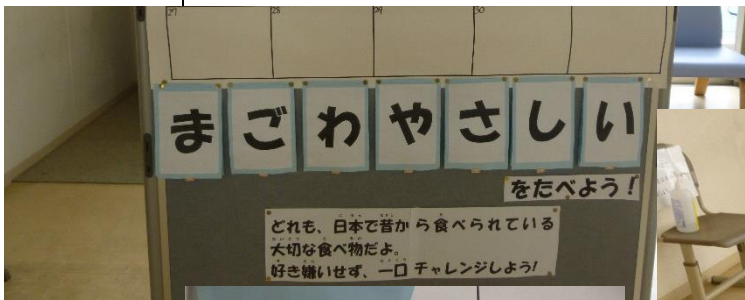 27 28 29 30
まごわやさしい
をたべよう!
どれも、日本で昔から食べられている
大切な食べ物だよ。
好き嫌いせず、一口チャレンジしよう!